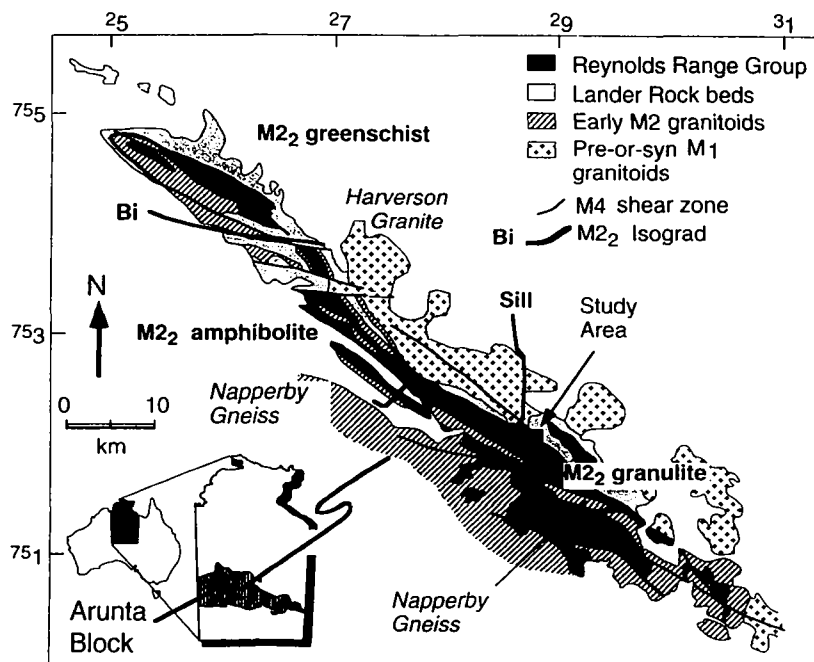 25 27 29 31
755
753
751
Reynolds Range Group
Lander Rock beds
Early M2 granitoids
Pre-or-syn M1
granitoids
M4 shear zone
Bi M22 Isograd
M22 greenschist
Harverson
Granite
Bi
N
Sill
Study
Area
M22 amphibolite
Napperby
Gneiss
0 10
km
M22 granulite
Arunta
Block
Napperby
Gneiss